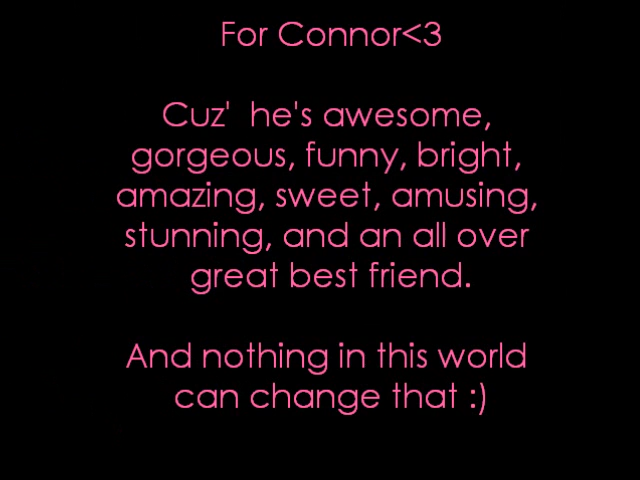 For Connor<3
Cuz'  he's awesome,
gorgeous, funny, bright,
amazing, sweet, amusing,
stunning, and an all over
great best friend.
And nothing in this world
can change that :)